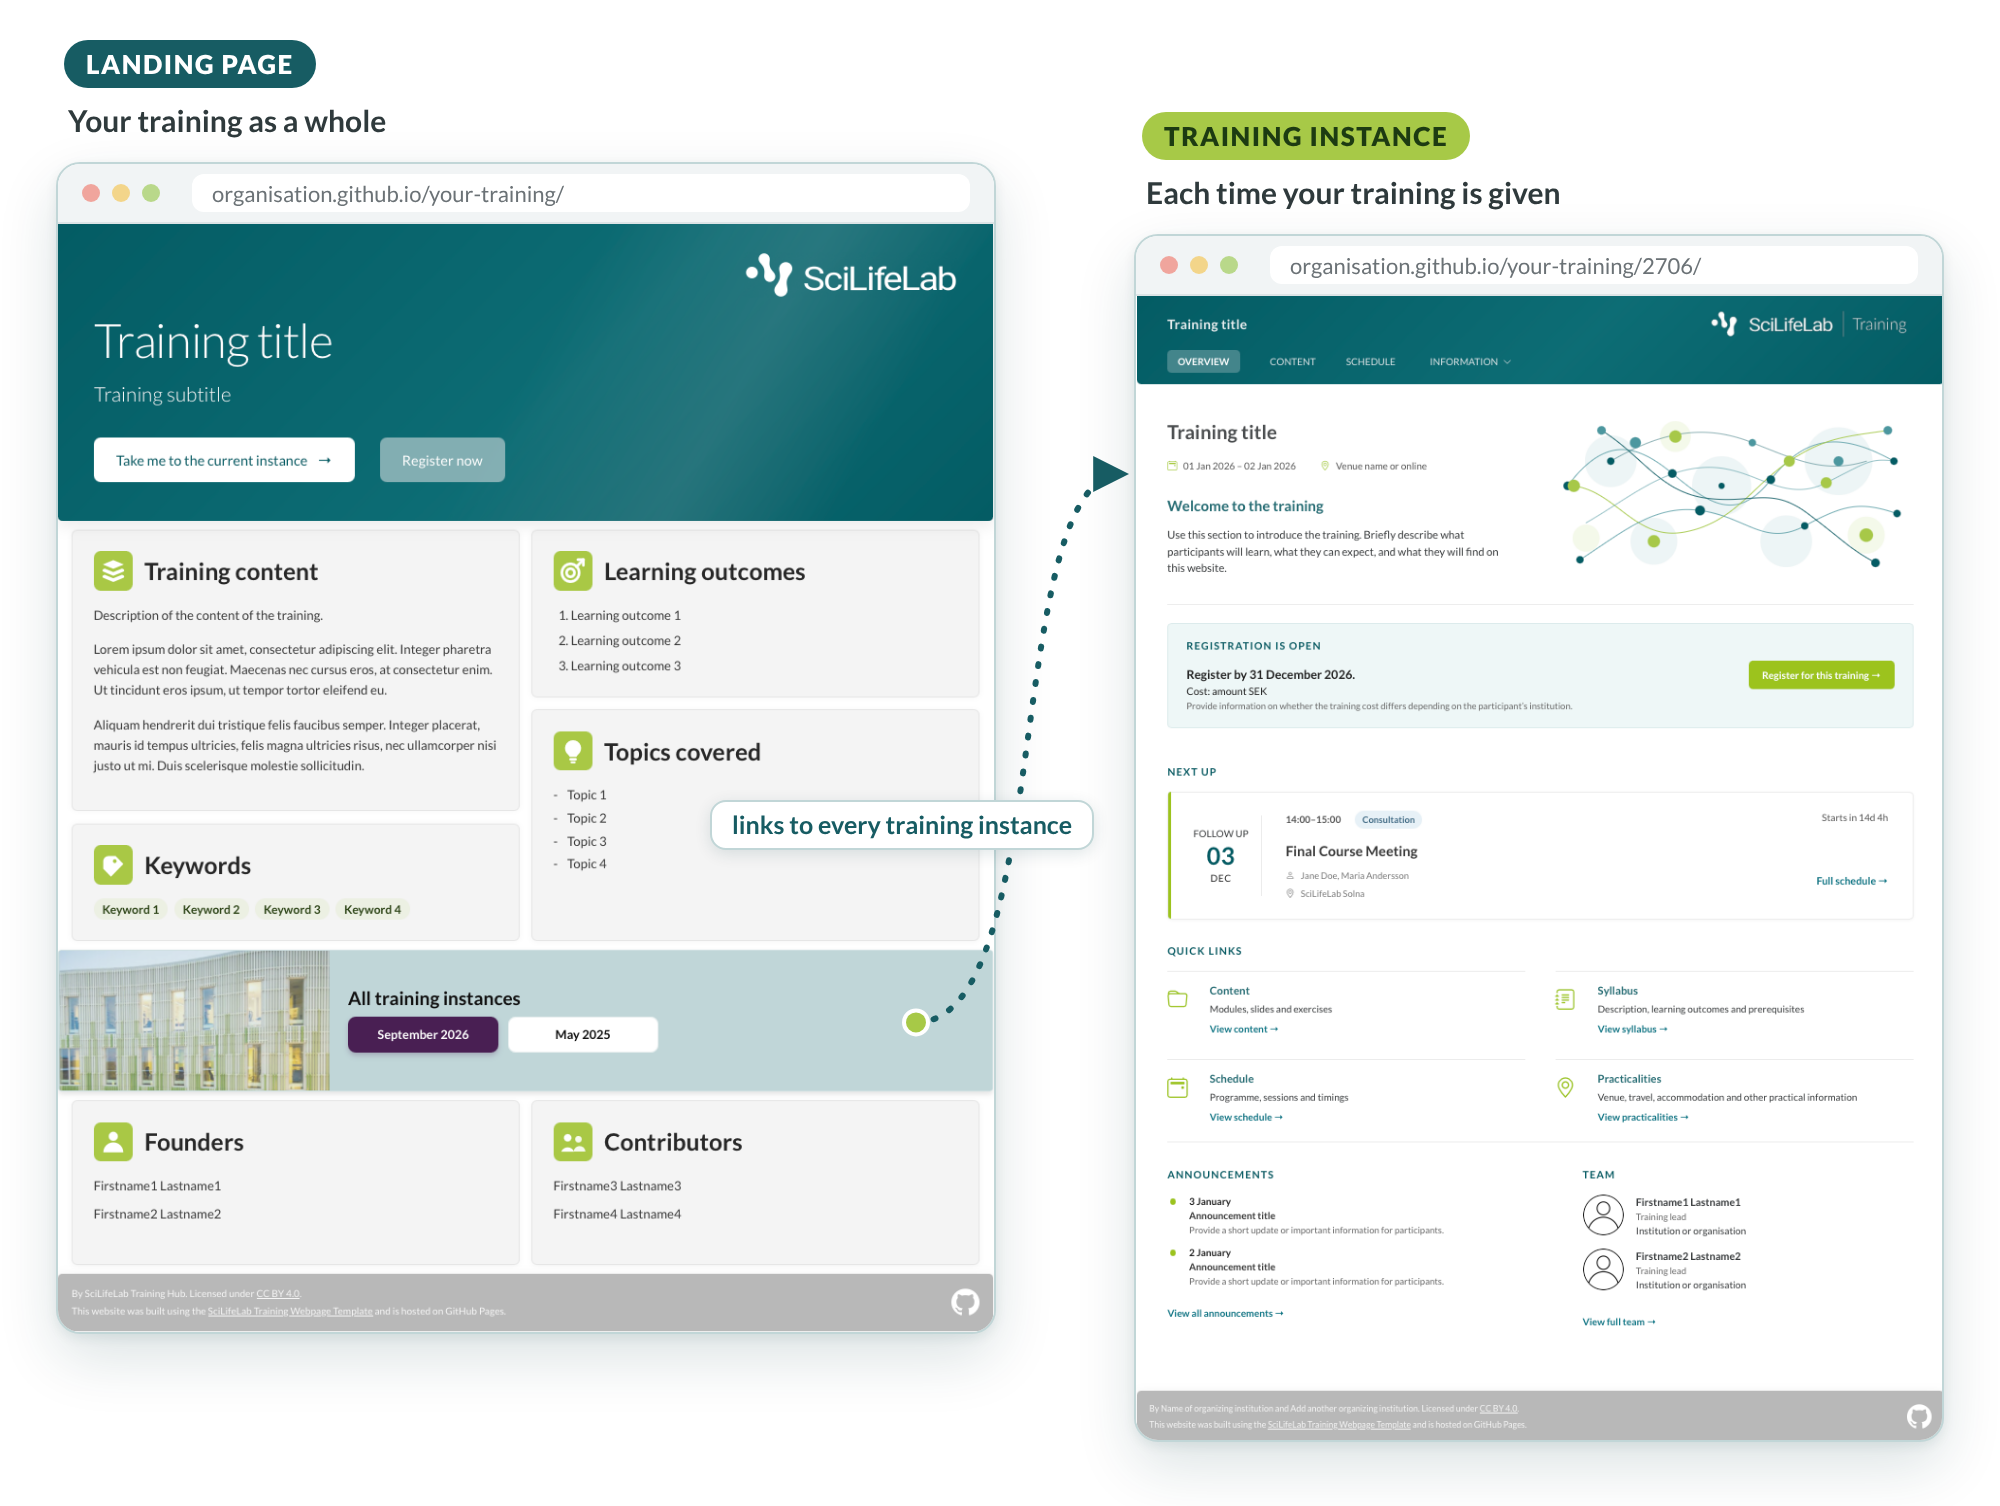 LANDING PAGE
Your training as a whole
organisation.github.io/your-training/
SciLifeLab
Training title
Training subtitle
Take me to the current instance →
Register now
Training content
Description of the content of the training.
Lorem ipsum dolor sit amet, consectetur adipiscing elit. Integer pharetra
vehicula est non feugiat. Maecenas nec cursus eros, at consectetur enim.
Ut tincidunt eros ipsum, ut tempor tortor eleifend eu.
Aliquam hendrerit dui tristique felis faucibus semper. Integer placerat,
mauris id tempus ultricies, felis magna ultricies risus, nec ullamcorper nisi
justo ut mi. Duis scelerisque molestie sollicitudin.
Learning outcomes
1. Learning outcome 1
2. Learning outcome 2
3. Learning outcome 3
Topics covered
- Topic 1
- Topic 2
- Topic 3
- Topic 4
Keywords
Keyword 1 Keyword 2 Keyword 3 Keyword 4
links to every training instance
All training instances
September 2026 May 2025
Founders
Firstname1 Lastname1
Firstname2 Lastname2
Contributors
Firstname3 Lastname3
Firstname4 Lastname4
By SciLifeLab Training Hub. Licensed under CC BY 4.0.
This website was built using the SciLifeLab Training Webpage Template and is hosted on GitHub Pages.
TRAINING INSTANCE
Each time your training is given
organisation.github.io/your-training/2706/
Training title
SciLifeLab | Training
OVERVIEW CONTENT SCHEDULE INFORMATION
Training title
01 Jan 2026 – 02 Jan 2026 Venue name or online
Welcome to the training
Use this section to introduce the training. Briefly describe what
participants will learn, what they can expect, and what they will find on
this website.
REGISTRATION IS OPEN
Register by 31 December 2026.
Cost: amount SEK
Provide information on whether the training cost differs depending on the participant's institution.
Register for this training →
NEXT UP
FOLLOW UP
03
DEC
14:00–15:00 Consultation
Final Course Meeting
Jane Doe, Maria Andersson
SciLifeLab Solna
Starts in 14d 4h
Full schedule →
QUICK LINKS
Content
Modules, slides and exercises
View content →
Syllabus
Description, learning outcomes and prerequisites
View syllabus →
Schedule
Programme, sessions and timings
View schedule →
Practicalities
Venue, travel, accommodation and other practical information
View practicalities →
ANNOUNCEMENTS
3 January
Announcement title
Provide a short update or important information for participants.
2 January
Announcement title
Provide a short update or important information for participants.
View all announcements →
TEAM
Firstname1 Lastname1
Training lead
Institution or organisation
Firstname2 Lastname2
Training lead
Institution or organisation
View full team →
By Name of organizing institution and Add another organizing institution. Licensed under CC BY 4.0.
This website was built using the SciLifeLab Training Webpage Template and is hosted on GitHub Pages.